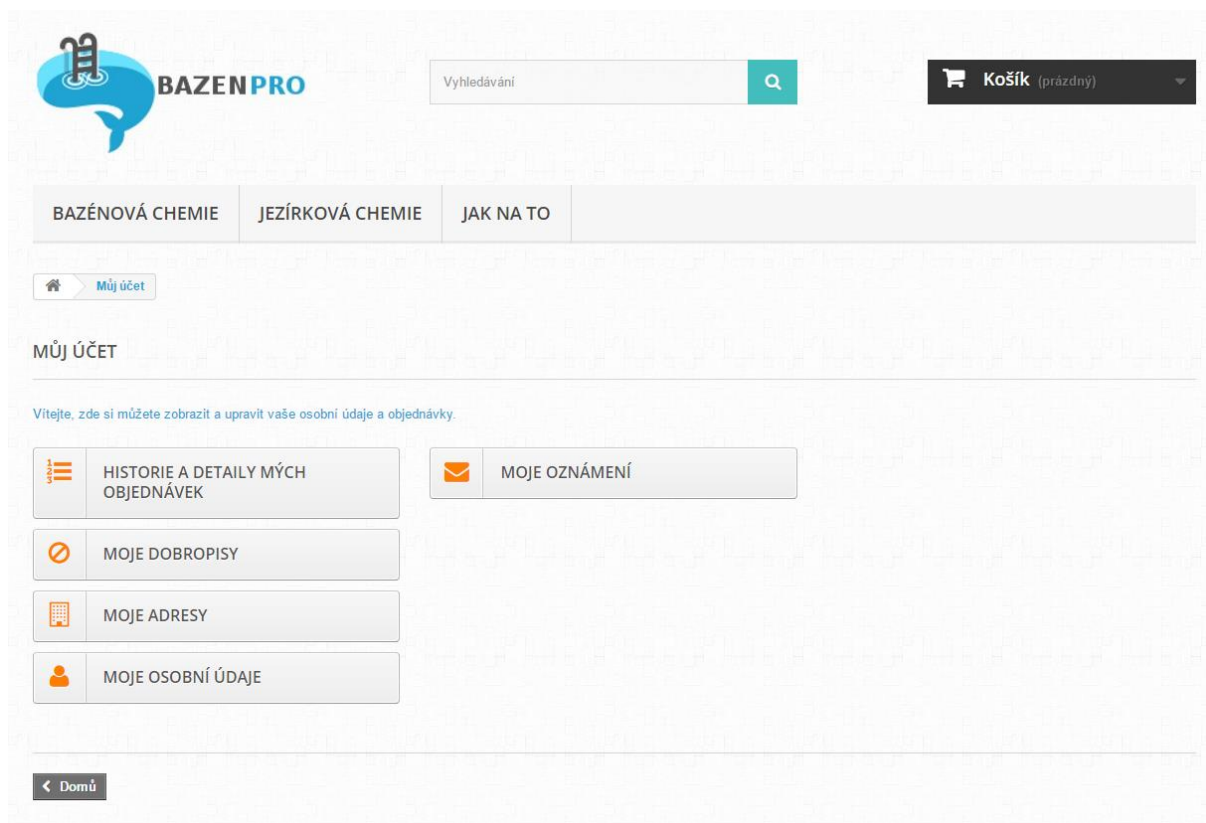 BAZENPRO
Vyhledávání
Košík (prázdný)
BAZÉNOVÁ CHEMIE
JEZÍRKOVÁ CHEMIE
JAK NA TO
Můj účet
MŮJ ÚČET
Vítejte, zde si můžete zobrazit a upravit vaše osobní údaje a objednávky.
HISTORIE A DETAILY MÝCH
OBJEDNÁVEK
MOJE OZNÁMENÍ
MOJE DOBROPISY
MOJE ADRESY
MOJE OSOBNÍ ÚDAJE
Domů